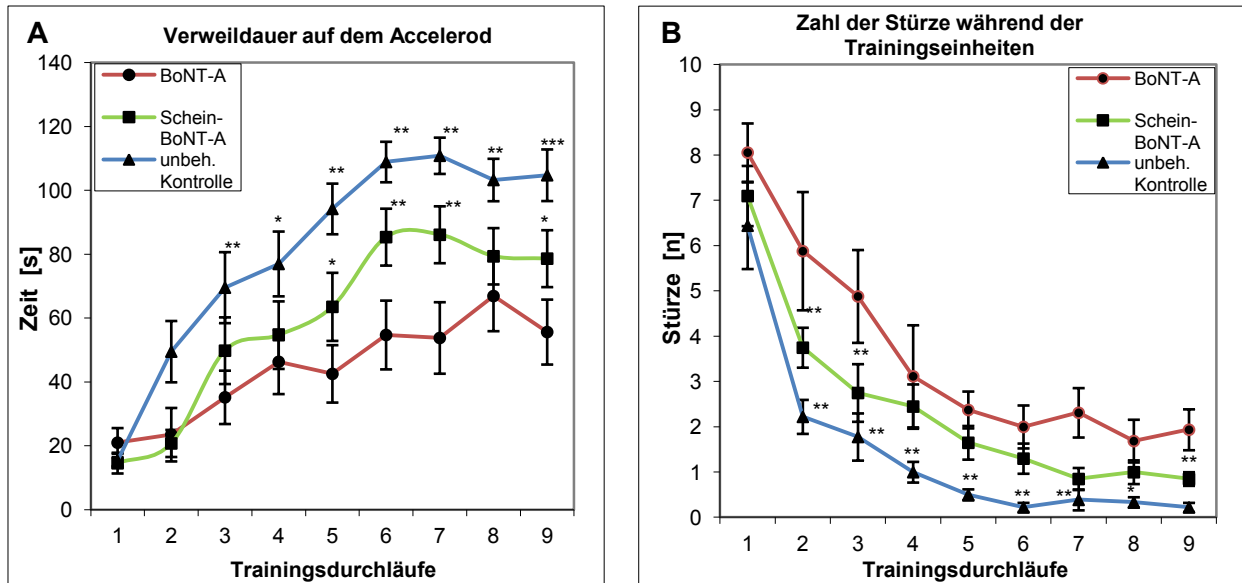 A
Verweildauer auf dem Accelerod
140
120
100
80
60
40
20
0
Zeit [s]
BoNT-A
Schein-
BoNT-A
unbeh.
Kontrolle
**
*
**
**
**
**
***
*
**
**
*
1 2 3 4 5 6 7 8 9
Trainingsdurchläufe
B
Zahl der Stürze während der
Trainingseinheiten
10
9
8
7
6
5
4
3
2
1
0
Stürze [n]
BoNT-A
Schein-
BoNT-A
unbeh.
Kontrolle
**
**
**
**
**
**
**
**
*
**
1 2 3 4 5 6 7 8 9
Trainingsdurchläufe